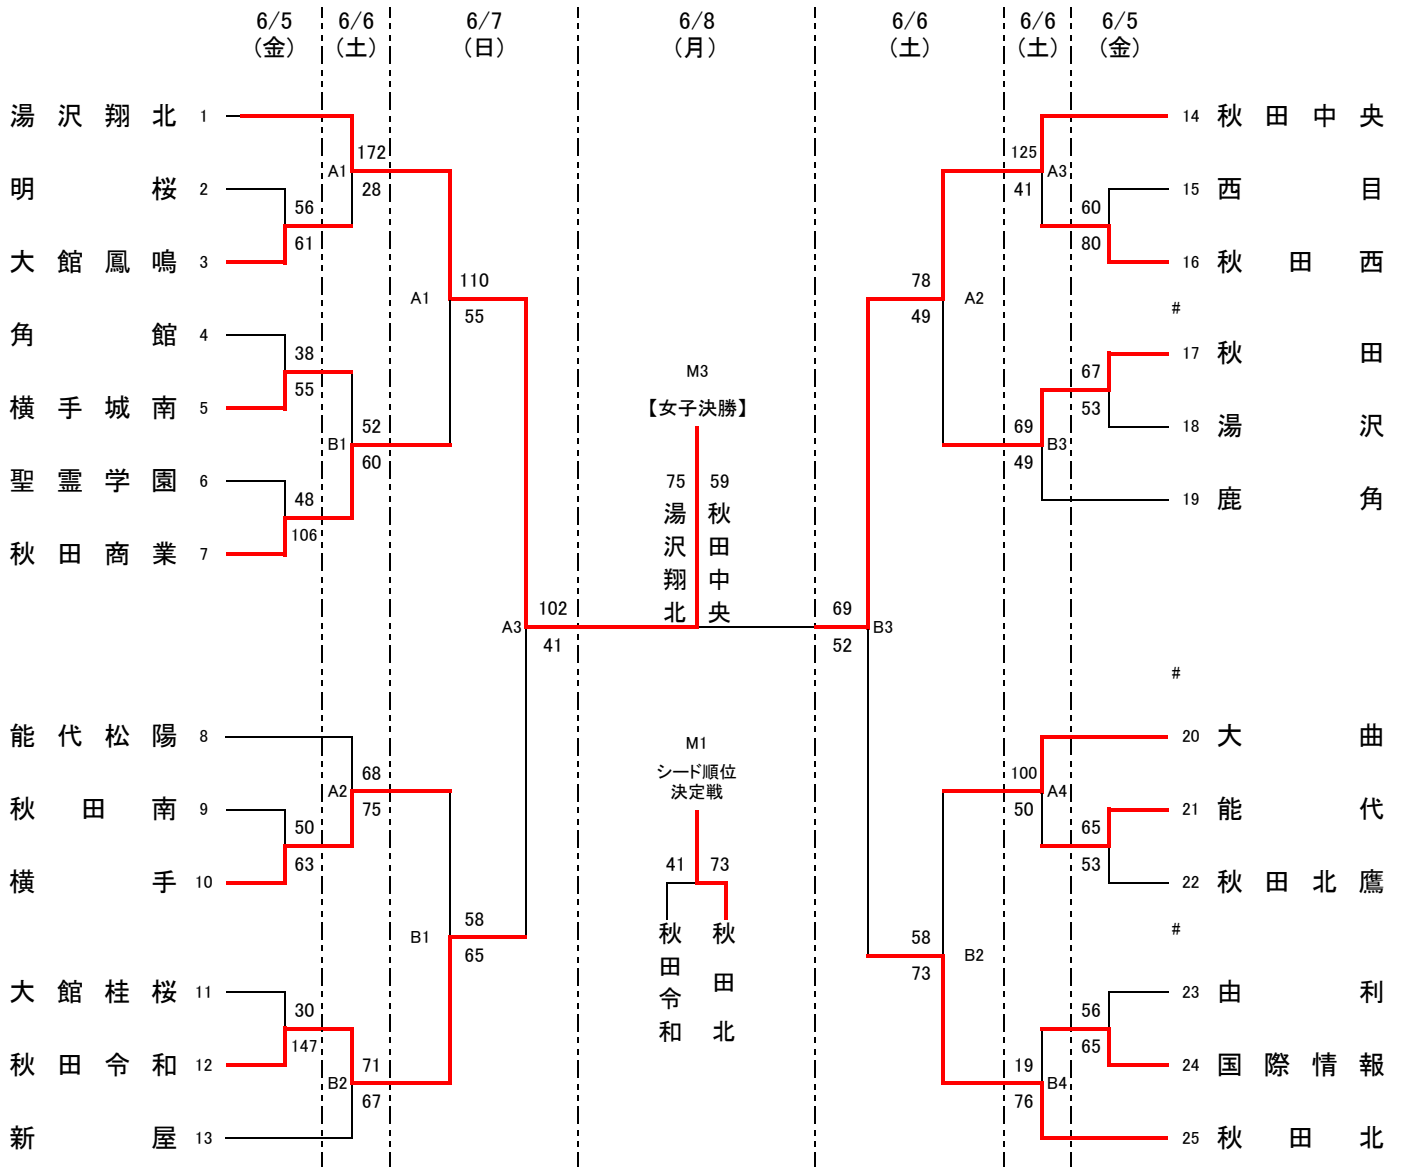 6/5 6/6 6/7 6/8 6/6 6/6 6/5
(金) (土) (日) (月) (土) (土) (金)
湯沢翔北 1
明桜 2
大館鳳鳴 3
角館 4
横手城南 5
聖霊学園 6
秋田商業 7
能代松陽 8
秋田南 9
横手 10
大館桂桜 11
秋田令和 12
新屋 13
56
61
38
55
48
106
50
63
30
147
A1
172
28
B1
52
60
A2
68
75
B2
71
67
A1
110
55
B1
58
65
A3
102
41
M3
【女子決勝】
75 59
湯沢翔北
秋田中央
M1
シード順位
決定戦
41 73
秋田令和
秋田北
69
52
B3
78
49
A2
58
73
B2
125
41
A3
69
49
B3
100
50
A4
19
76
B4
60
80
67
53
65
53
56
65
14 秋田中央
15 西目
16 秋田西
#
17 秋田
18 湯沢
19 鹿角
#
20 大曲
21 能代
22 秋田北鷹
#
23 由利
24 国際情報
25 秋田北